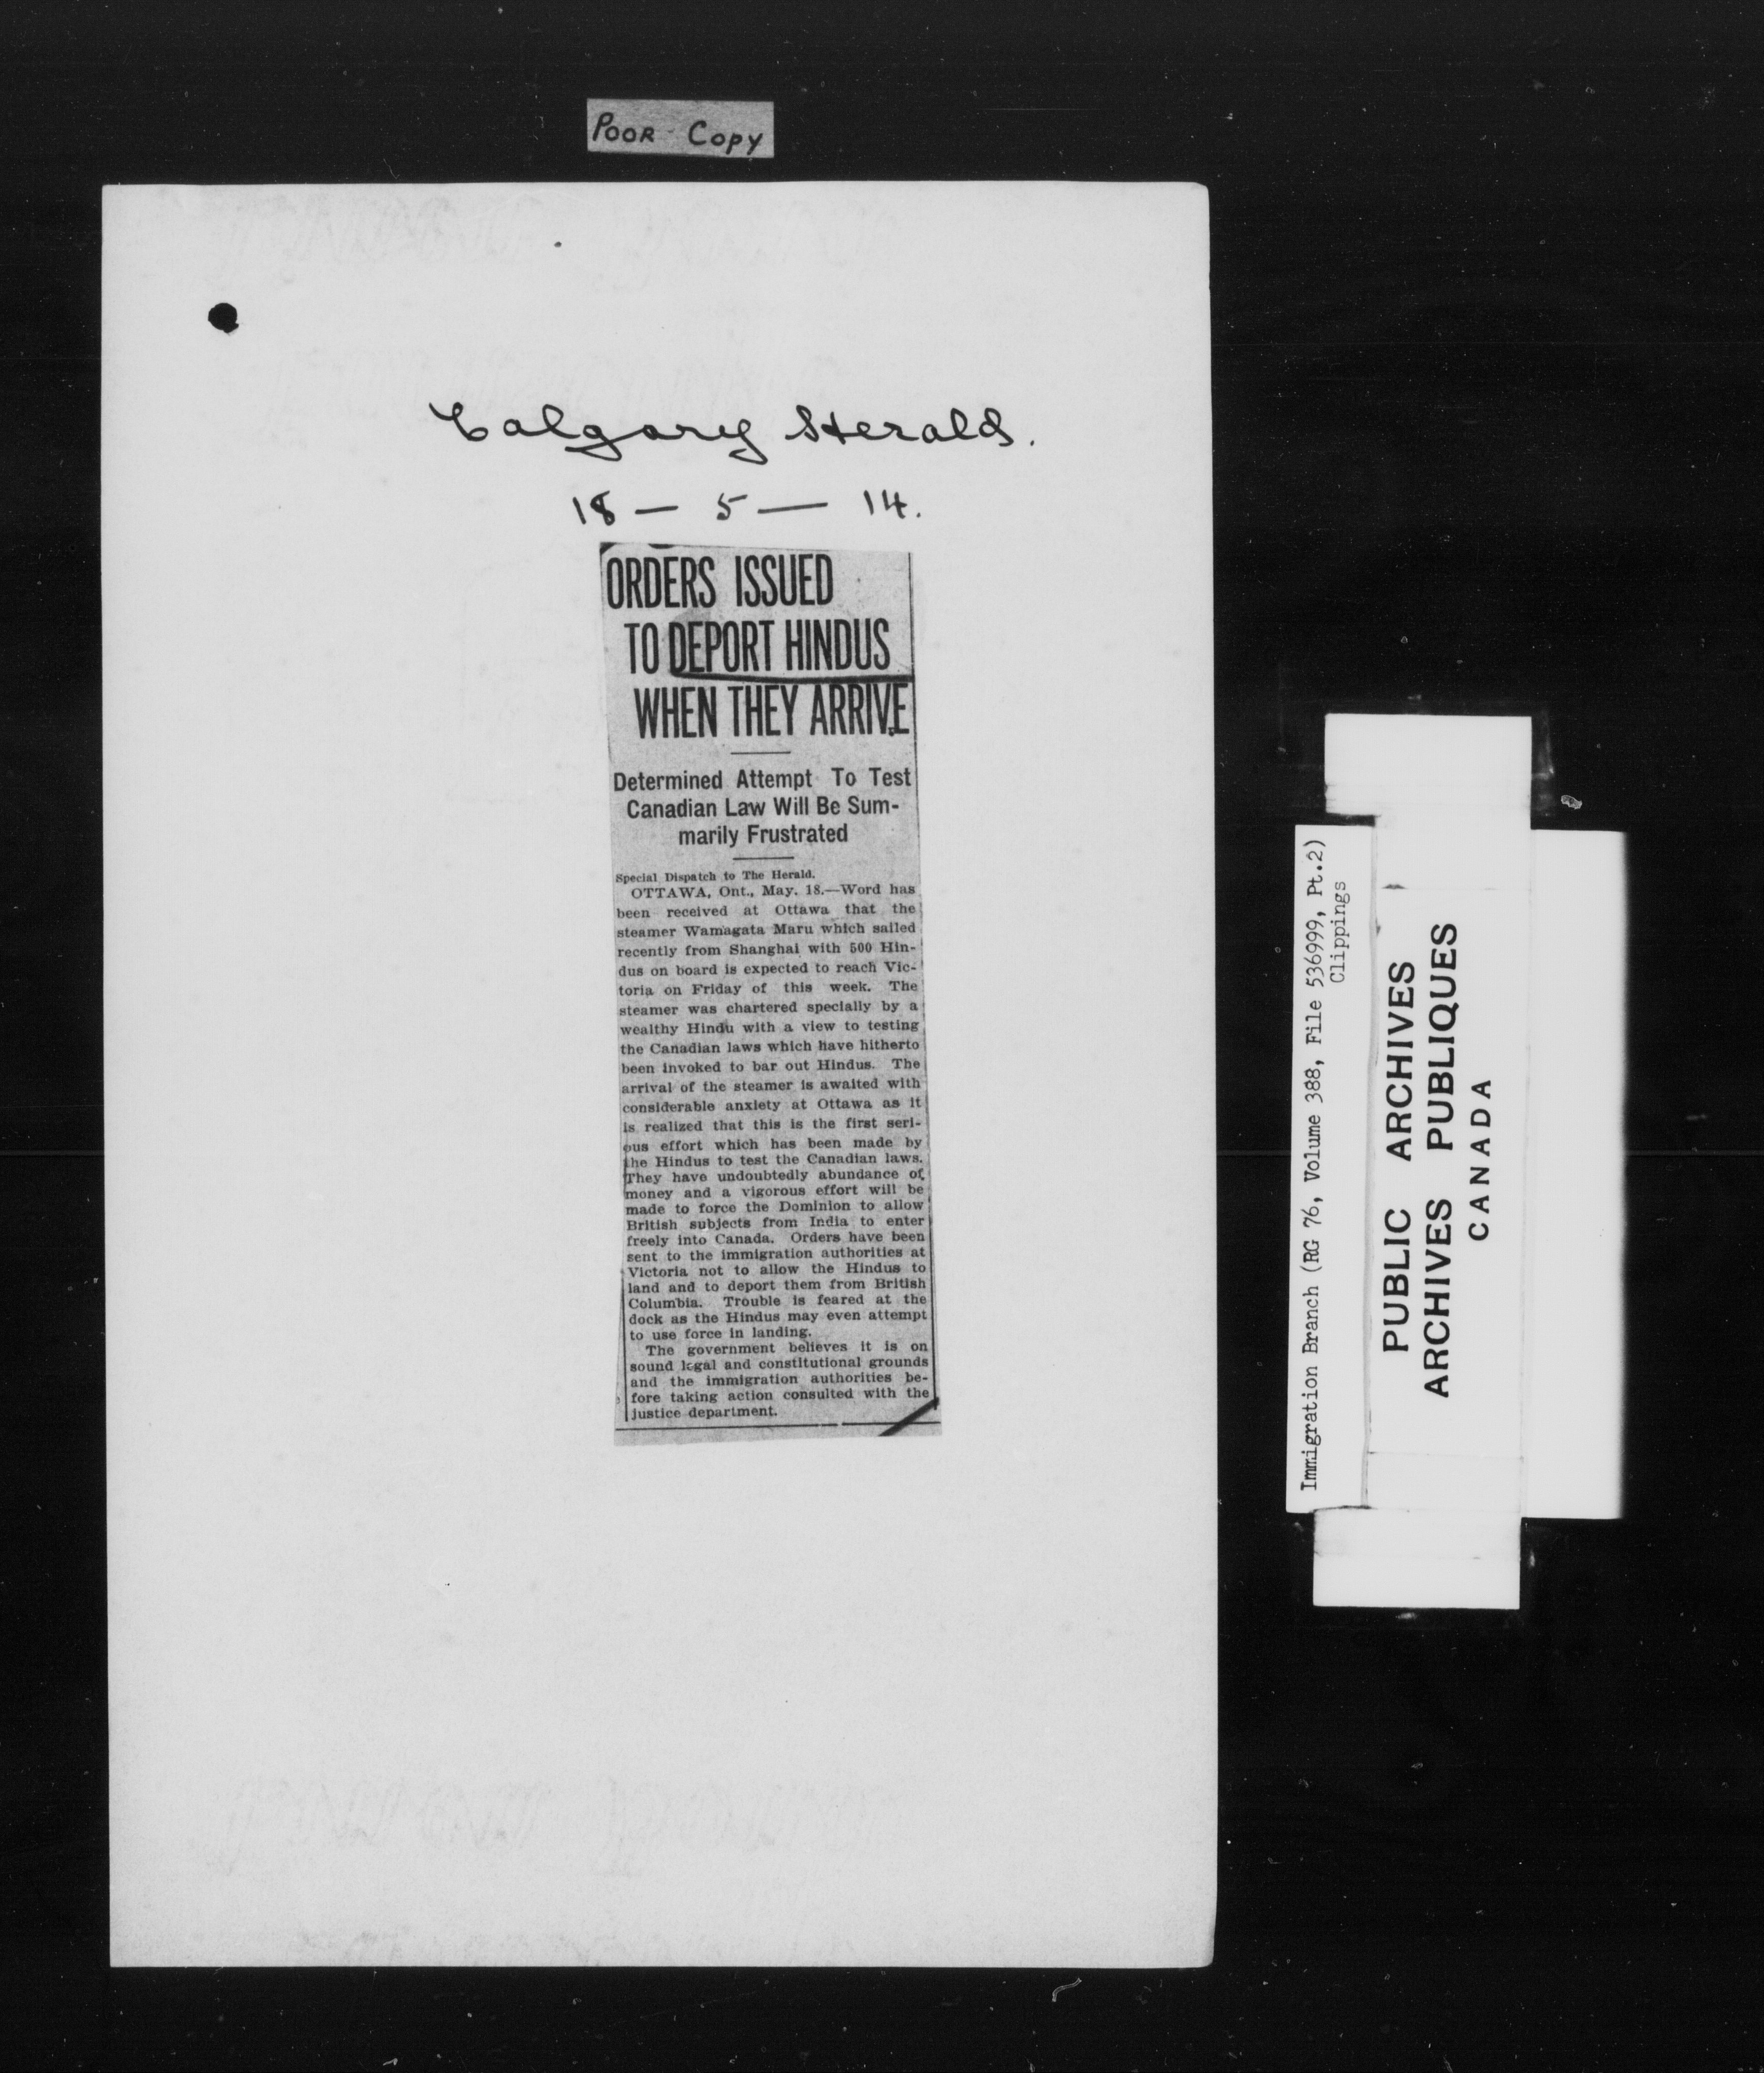 POOR COPY
Calgary Herald.
18 — 5 — 14.
ORDERS ISSUED
TO DEPORT HINDUS
WHEN THEY ARRIVE
Determined Attempt To Test
Canadian Law Will Be Sum-
marily Frustrated
Special Dispatch to The Herald.
OTTAWA, Ont., May. 18.—Word has
been received at Ottawa that the
steamer Wamagata Maru which sailed
recently from Shanghai with 500 Hin-
dus on board is expected to reach Vic-
toria on Friday of this week. The
steamer was chartered specially by a
wealthy Hindu with a view to testing
the Canadian laws which have hitherto
been invoked to bar out Hindus. The
arrival of the steamer is awaited with
considerable anxiety at Ottawa as it
is realized that this is the first seri-
ous effort which has been made by
the Hindus to test the Canadian laws.
They have undoubtedly abundance of
money and a vigorous effort will be
made to force the Dominion to allow
British subjects from India to enter
freely into Canada. Orders have been
sent to the immigration authorities at
Victoria not to allow the Hindus to
land and to deport them from British
Columbia. Trouble is feared at the
dock as the Hindus may even attempt
to use force in landing.
The government believes it is on
sound legal and constitutional grounds
and the immigration authorities be-
fore taking action consulted with the
justice department.
Immigration Branch (RG 76, Volume 388, File 536999, Pt.2)
Clippings
PUBLIC ARCHIVES
ARCHIVES PUBLIQUES
CANADA